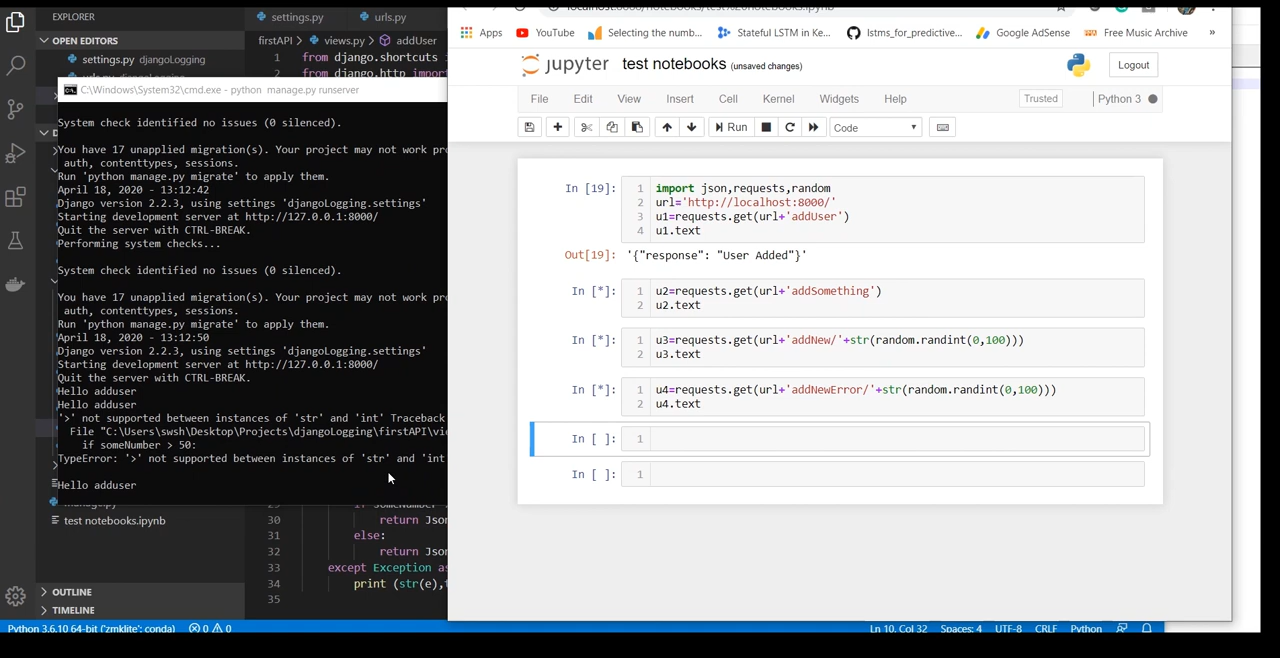 EXPLORER
OPEN EDITORS
settings.py djangoLogging
settings.py
urls.py
firstAPI > views.py > addUser
1 from django.shortcuts
2 from django.http import
C:\Windows\System32\cmd.exe - python manage.py runserver
System check identified no issues (0 silenced).
You have 17 unapplied migration(s). Your project may not work pr
auth, contenttypes, sessions.
Run 'python manage.py migrate' to apply them.
April 18, 2020 - 13:12:42
Django version 2.2.3, using settings 'djangoLogging.settings'
Starting development server at http://127.0.0.1:8000/
Quit the server with CTRL-BREAK.
Performing system checks...
System check identified no issues (0 silenced).
You have 17 unapplied migration(s). Your project may not work pr
auth, contenttypes, sessions.
Run 'python manage.py migrate' to apply them.
April 18, 2020 - 13:12:50
Django version 2.2.3, using settings 'djangoLogging.settings'
Starting development server at http://127.0.0.1:8000/
Quit the server with CTRL-BREAK.
Hello adduser
Hello adduser
'>' not supported between instances of 'str' and 'int' Traceback
File "C:\Users\swsh\Desktop\Projects\djangoLogging\firstAPI\vi
if someNumber > 50:
TypeError: '>' not supported between instances of 'str' and 'int
Hello adduser
test notebooks.ipynb
30 return Json
31 else:
32 return Json
33 except Exception as
34 print (str(e),
35
OUTLINE
TIMELINE
Python 3.6.10 64-bit ('zmklite': conda) 0 0
Ln 10, Col 32 Spaces: 4 UTF-8 CRLF Python
Apps YouTube Selecting the numb... Stateful LSTM in Ke... lstms_for_predictive... Google AdSense Free Music Archive »
jupyter test notebooks (unsaved changes) Logout
File Edit View Insert Cell Kernel Widgets Help Trusted Python 3
Run Code
In [19]: 1 import json,requests,random
2 url='http://localhost:8000/'
3 u1=requests.get(url+'addUser')
4 u1.text
Out[19]: '{"response": "User Added"}'
In [*]: 1 u2=requests.get(url+'addSomething')
2 u2.text
In [*]: 1 u3=requests.get(url+'addNew/'+str(random.randint(0,100)))
2 u3.text
In [*]: 1 u4=requests.get(url+'addNewError/'+str(random.randint(0,100)))
2 u4.text
In [ ]: 1
In [ ]: 1